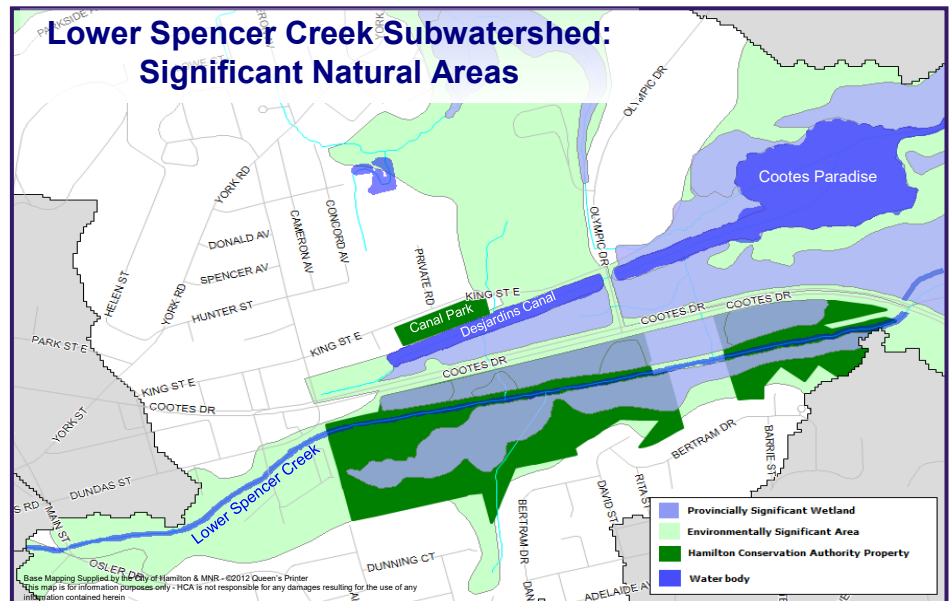 Lower Spencer Creek Subwatershed:
Significant Natural Areas
PARKSIDE
YORK
OLYMPIC DR
Cootes Paradise
YORK RD
CONCORD AV
CAMERON AV
DONALD AV
OLYMPIC DR
SPENCER AV
PRIVATE RD
HELEN ST
YORK RD
HUNTER ST
KING ST E
Canal Park
Desjardins Canal
COOTES DR
COOTES DR
PARK ST E
KING ST E
COOTES DR
KING ST E
COOTES DR
YORK ST
BERTRAM DR
BARRIE ST
Lower Spencer Creek
DUNDAS ST
S RD
MAIN ST
DAVID ST
RITA ST
BERTRAM DR
OSLER DR
DUNNING CT
ADELAIDE AV
Provincially Significant Wetland
Environmentally Significant Area
Hamilton Conservation Authority Property
Water body
Base Mapping Supplied by the City of Hamilton & MNR - ©2012 Queen's Printer
This map is for information purposes only - HCA is not responsible for any damages resulting for the use of any
information contained herein